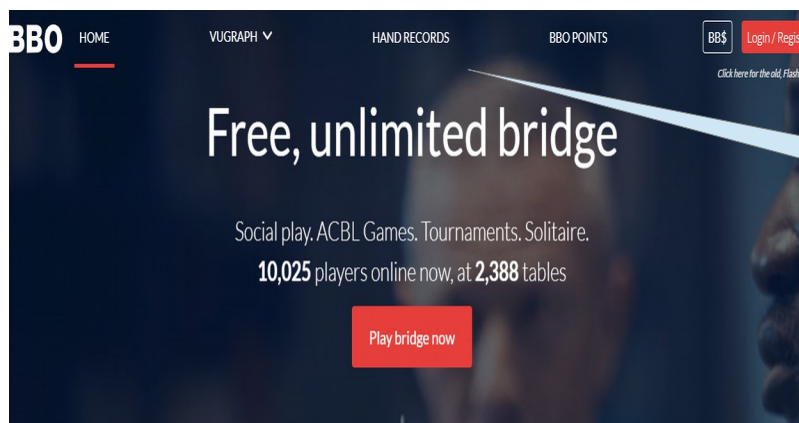 BBO HOME VUGRAPH HAND RECORDS BBO POINTS BB$ Login / Regis
Click here for the old, Flash
Free, unlimited bridge
Social play. ACBL Games. Tournaments. Solitaire.
10,025 players online now, at 2,388 tables
Play bridge now